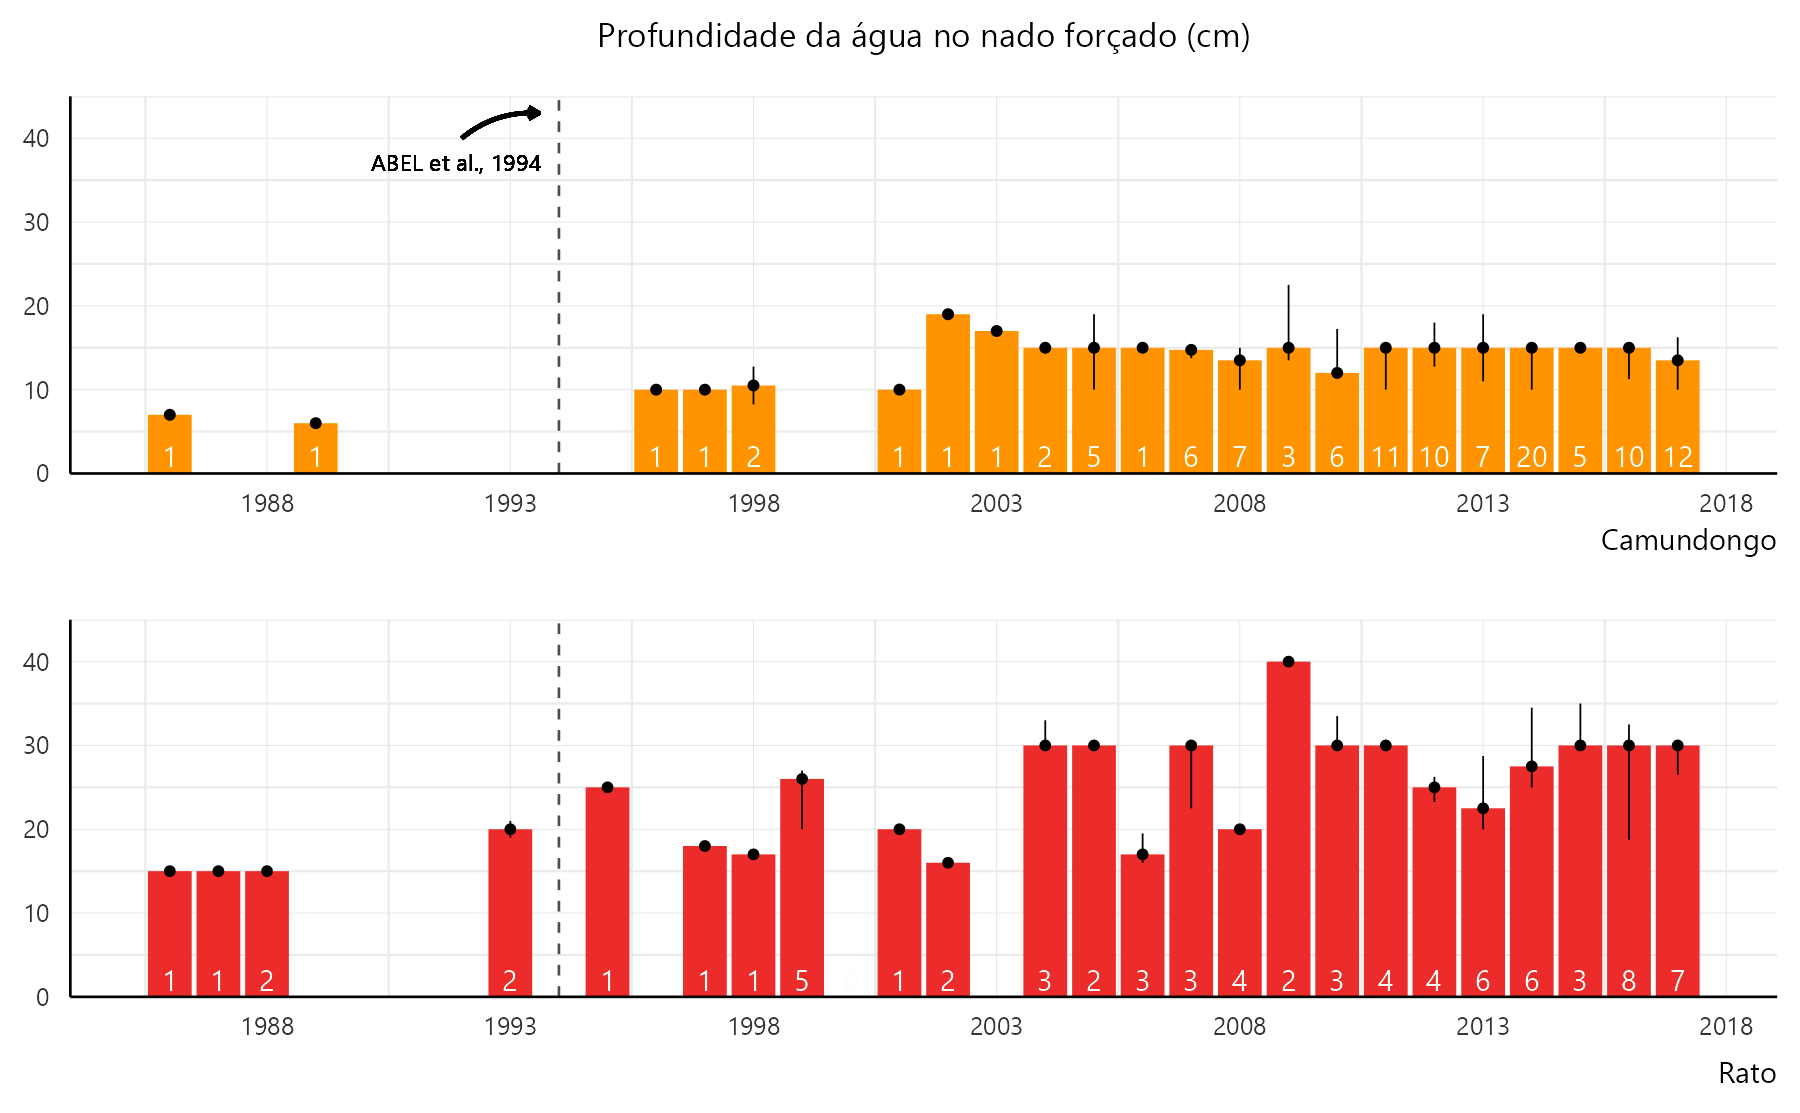 Profundidade da água no nado forçado (cm)
40
30
20
10
0
ABEL et al., 1994
1 1 1 1 2 1 1 1 2 5 1 6 7 3 6 11 10 7 20 5 10 12
1988 1993 1998 2003 2008 2013 2018
Camundongo
40
30
20
10
0
1 1 2 2 1 1 1 5 0 1 2 3 2 3 3 4 2 3 4 4 6 6 3 8 7
1988 1993 1998 2003 2008 2013 2018
Rato